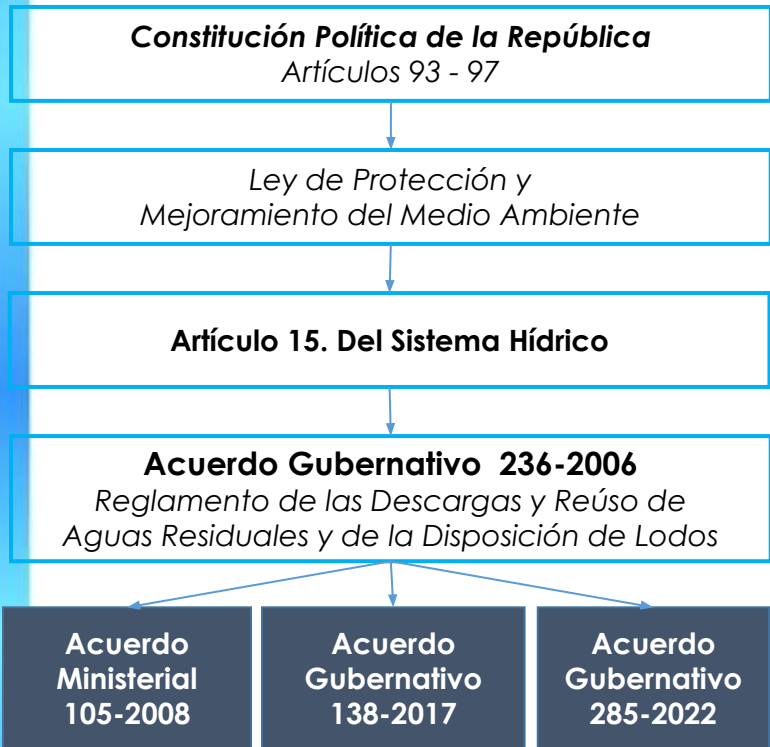 Constitución Política de la República
Artículos 93 - 97
Ley de Protección y
Mejoramiento del Medio Ambiente
Artículo 15. Del Sistema Hídrico
Acuerdo Gubernativo 236-2006
Reglamento de las Descargas y Reúso de
Aguas Residuales y de la Disposición de Lodos
Acuerdo
Ministerial
105-2008
Acuerdo
Gubernativo
138-2017
Acuerdo
Gubernativo
285-2022